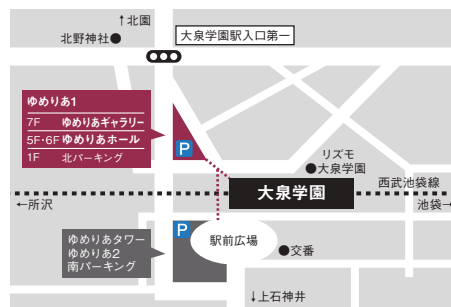 ↑北園
北野神社●
大泉学園駅入口第一
ゆめりあ1
7F ゆめりあギャラリー
5F・6F ゆめりあホール
1F 北パーキング
P
リズモ
●大泉学園
大泉学園
西武池袋線
←所沢
池袋→
P
ゆめりあタワー
ゆめりあ2
南パーキング
駅前広場
●交番
↓上石神井